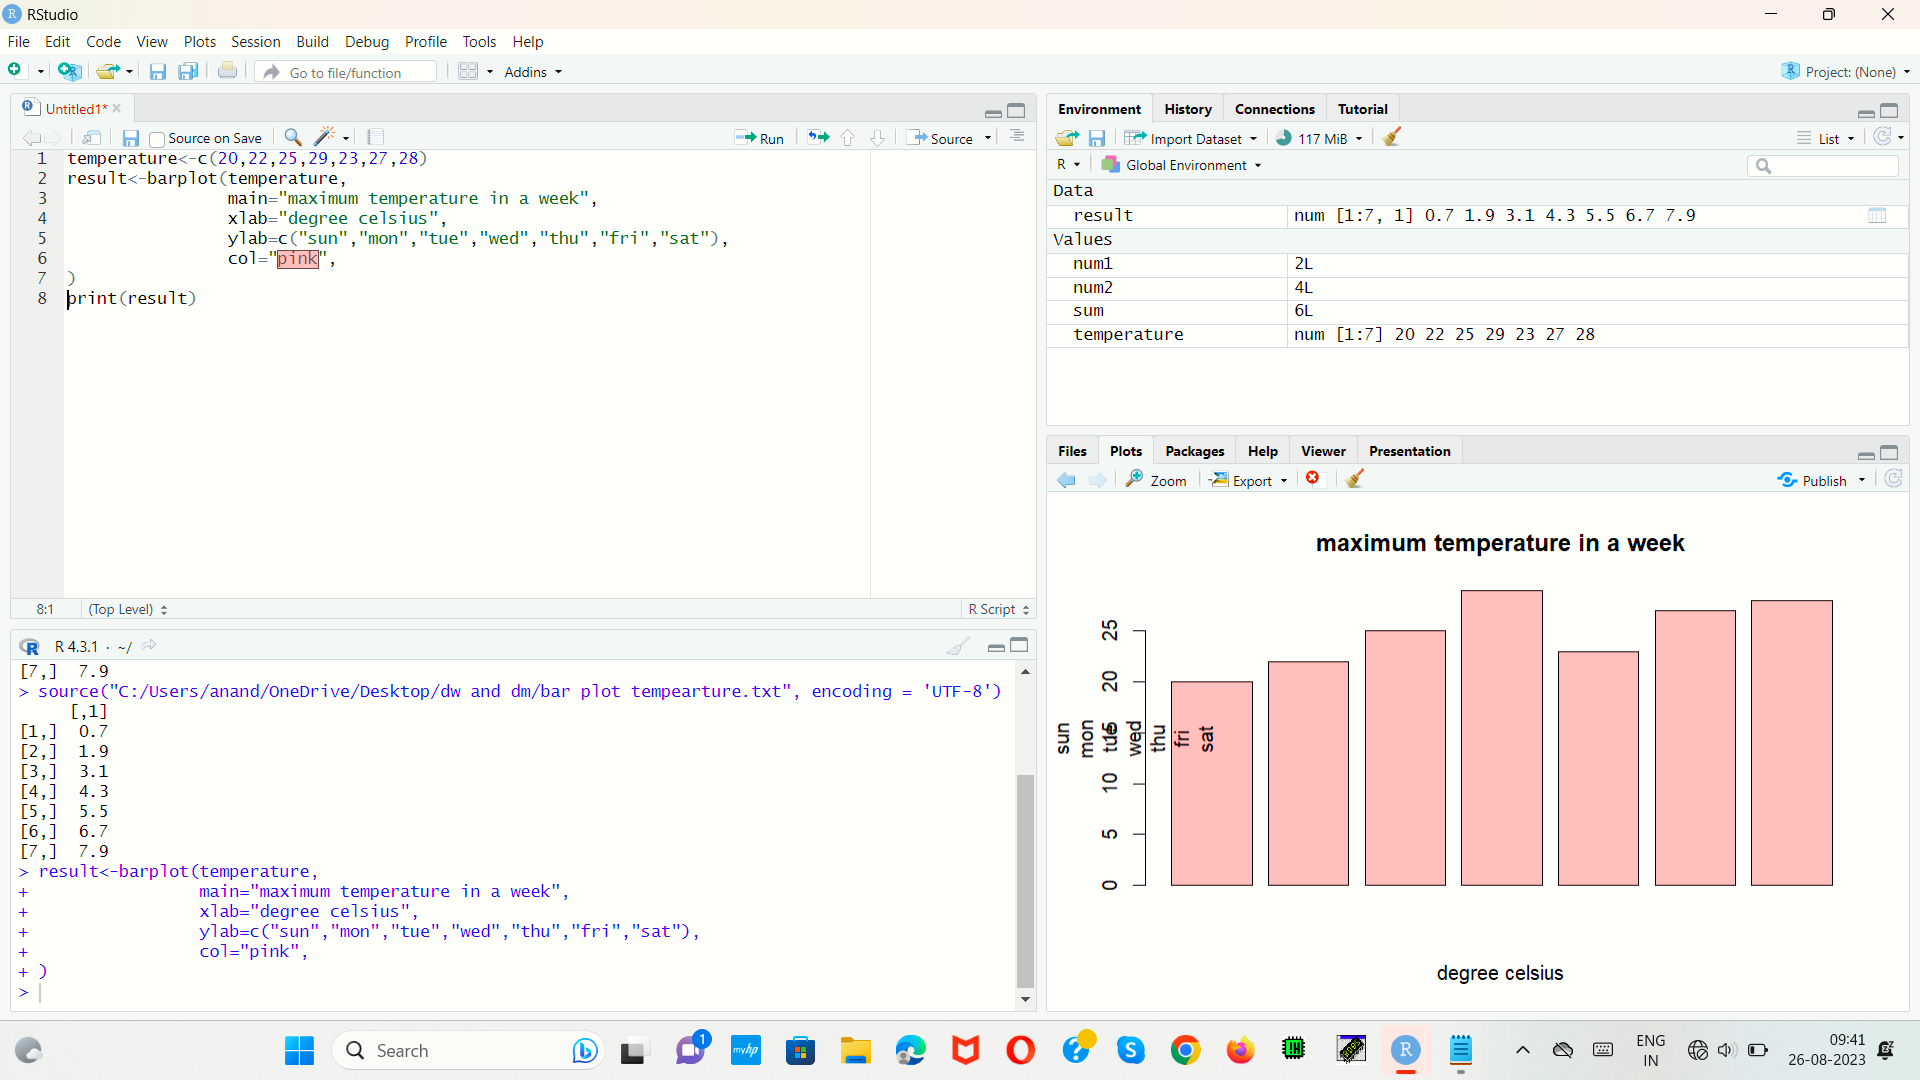 RStudio
File Edit Code View Plots Session Build Debug Profile Tools Help
Go to file/function Addins Project: (None)
Untitled1*
Source on Save Run Source
1 temperature<-c(20,22,25,29,23,27,28)
2 result<-barplot(temperature,
3 main="maximum temperature in a week",
4 xlab="degree celsius",
5 ylab=c("sun","mon","tue","wed","thu","fri","sat"),
6 col="pink",
7 )
8 print(result)
8:1 (Top Level) R Script
R 4.3.1 · ~/
[7,] 7.9
> source("C:/Users/anand/OneDrive/Desktop/dw and dm/bar plot tempearture.txt", encoding = 'UTF-8')
[,1]
[1,] 0.7
[2,] 1.9
[3,] 3.1
[4,] 4.3
[5,] 5.5
[6,] 6.7
[7,] 7.9
> result<-barplot(temperature,
+ main="maximum temperature in a week",
+ xlab="degree celsius",
+ ylab=c("sun","mon","tue","wed","thu","fri","sat"),
+ col="pink",
+ )
>
Environment History Connections Tutorial
Import Dataset 117 MiB List
R Global Environment
Data
result num [1:7, 1] 0.7 1.9 3.1 4.3 5.5 6.7 7.9
Values
num1 2L
num2 4L
sum 6L
temperature num [1:7] 20 22 25 29 23 27 28
Files Plots Packages Help Viewer Presentation
Zoom Export Publish
maximum temperature in a week
25
20
15
10
5
0
sun
mon
tue
wed
thu
fri
sat
degree celsius
Search
1
myhp
ENG
IN
09:41
26-08-2023